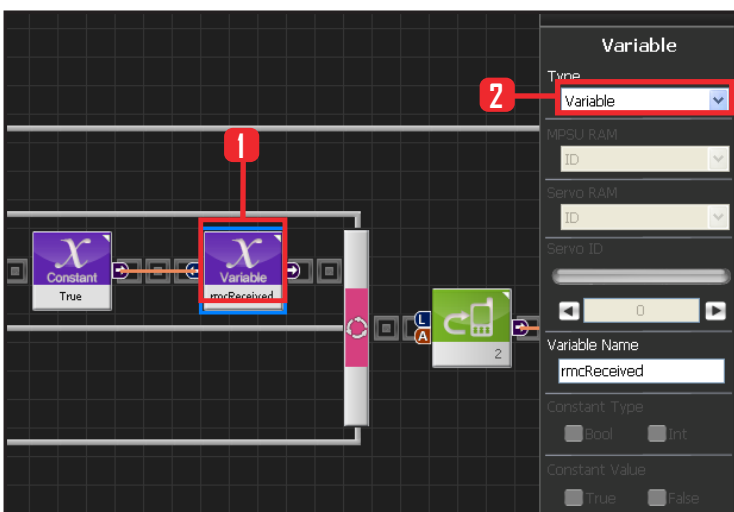 Variable
Type
2
Variable
MPSU RAM
1
ID
Servo RAM
ID
Servo ID
Constant
Variable
True
rmcReceived
0
L
A
2
Variable Name
rmcReceived
Constant Type
Bool Int
Constant Value
True False